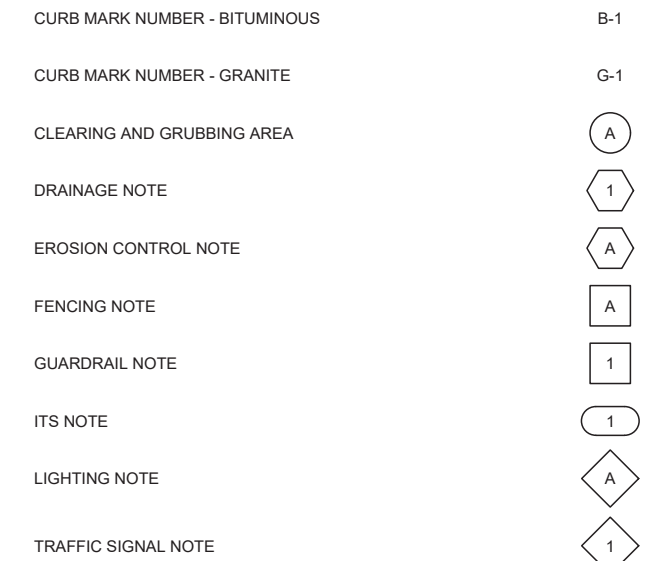 CURB MARK NUMBER - BITUMINOUS B-1
CURB MARK NUMBER - GRANITE G-1
CLEARING AND GRUBBING AREA A
DRAINAGE NOTE 1
EROSION CONTROL NOTE A
FENCING NOTE A
GUARDRAIL NOTE 1
ITS NOTE 1
LIGHTING NOTE A
TRAFFIC SIGNAL NOTE 1